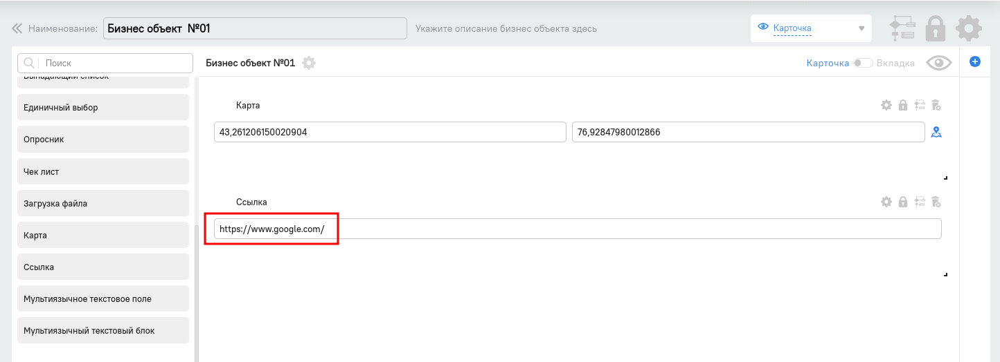 Наименование: Бизнес объект №01 Укажите описание бизнес объекта здесь Карточка
Поиск
Бизнес объект №01 Карточка Вкладка
Выпадающий список
Единичный выбор
Опросник
Чек лист
Загрузка файла
Карта
Ссылка
Мультиязычное текстовое поле
Мультиязычный текстовый блок
Карта
43,261206150020904 76,92847980012866
Ссылка
https://www.google.com/